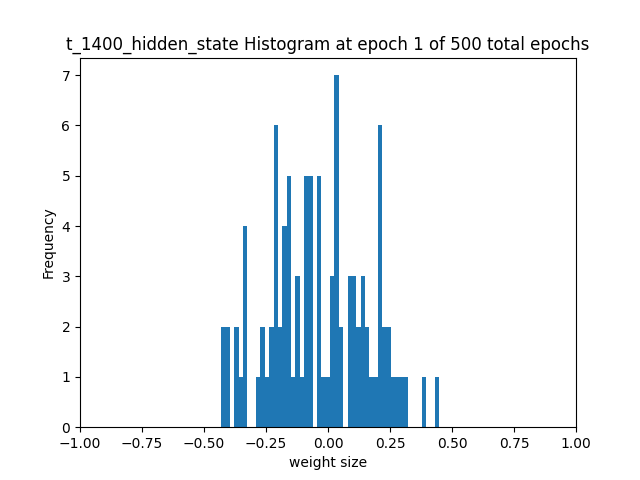 t_1400_hidden_state Histogram at epoch 1 of 500 total epochs
Frequency
7
6
5
4
3
2
1
0
−1.00 −0.75 −0.50 −0.25 0.00 0.25 0.50 0.75 1.00
weight size